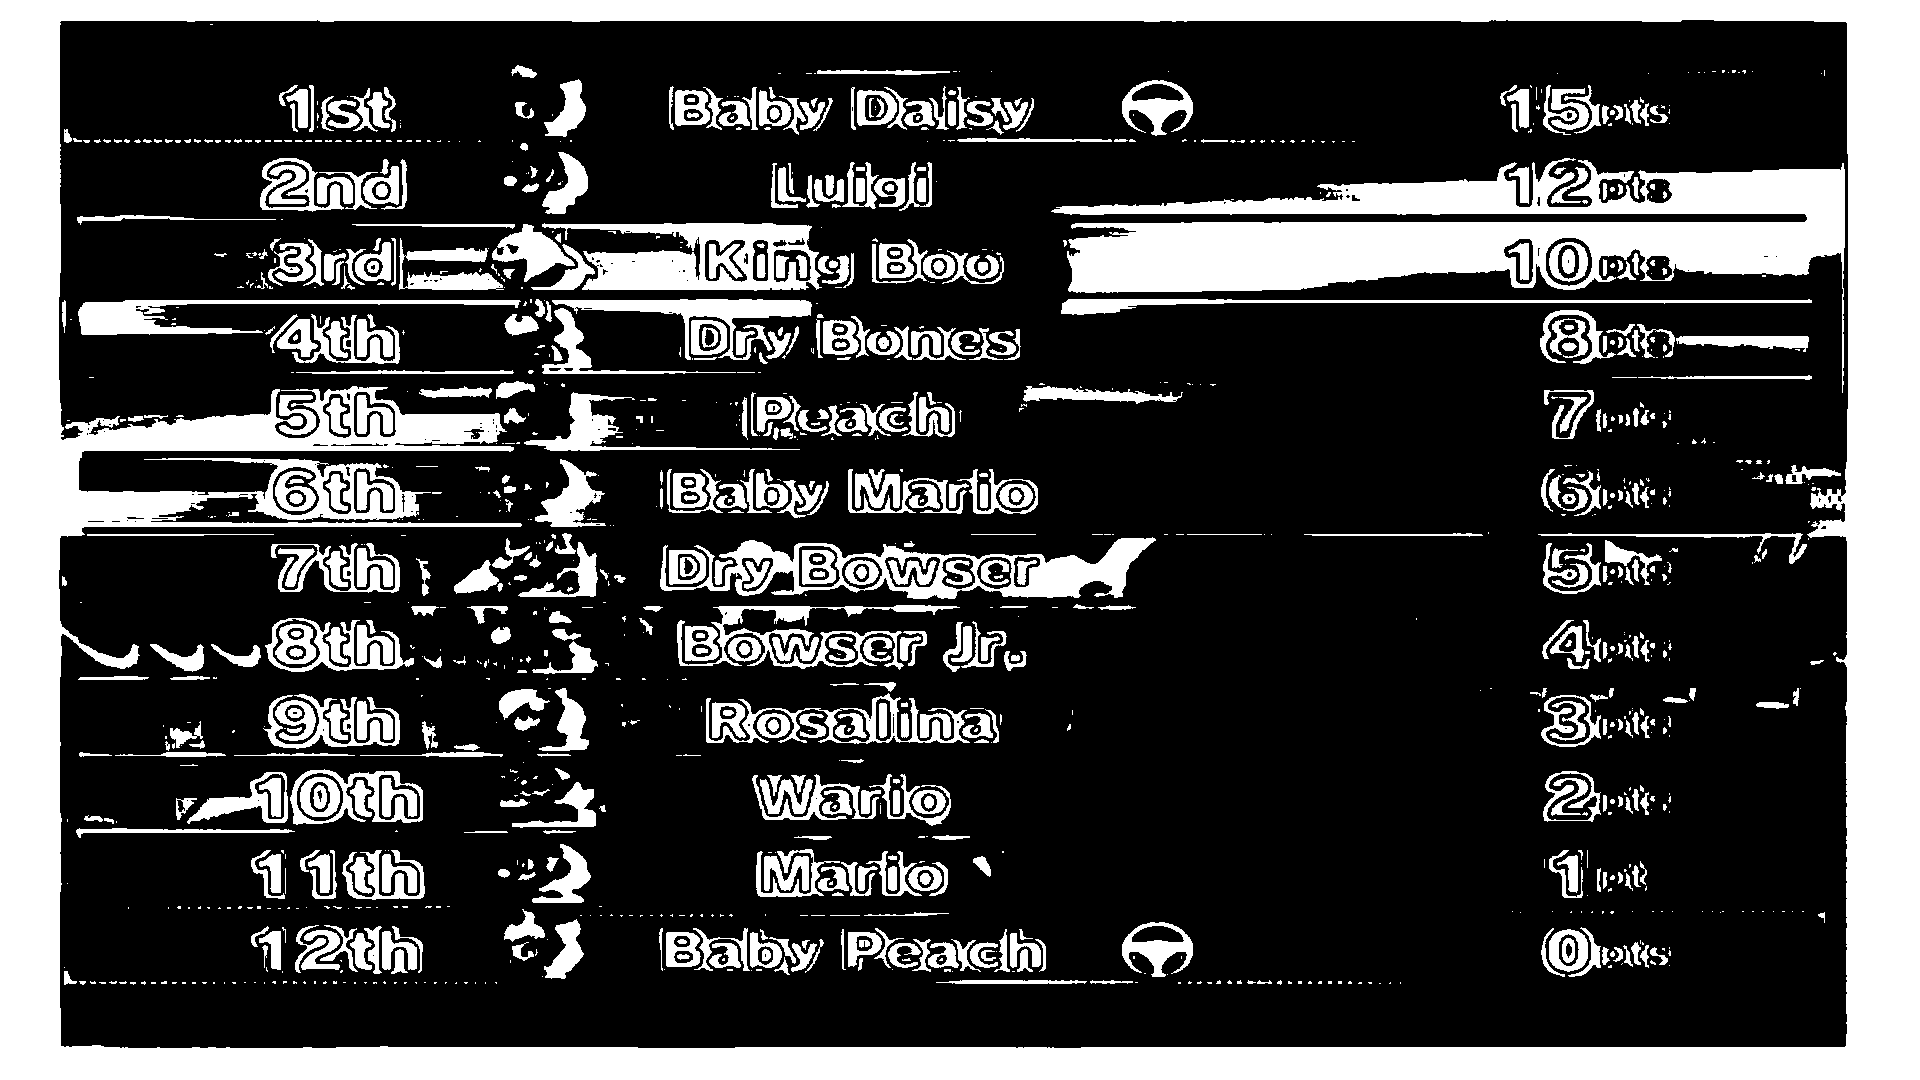 1st Baby Daisy 15pts
2nd Luigi 12pts
3rd King Boo 10pts
4th Dry Bones 8pts
5th Peach 7pts
6th Baby Mario 6pts
7th Dry Bowser 5pts
8th Bowser Jr. 4pts
9th Rosalina 3pts
10th Wario 2pts
11th Mario 1pt
12th Baby Peach 0pts